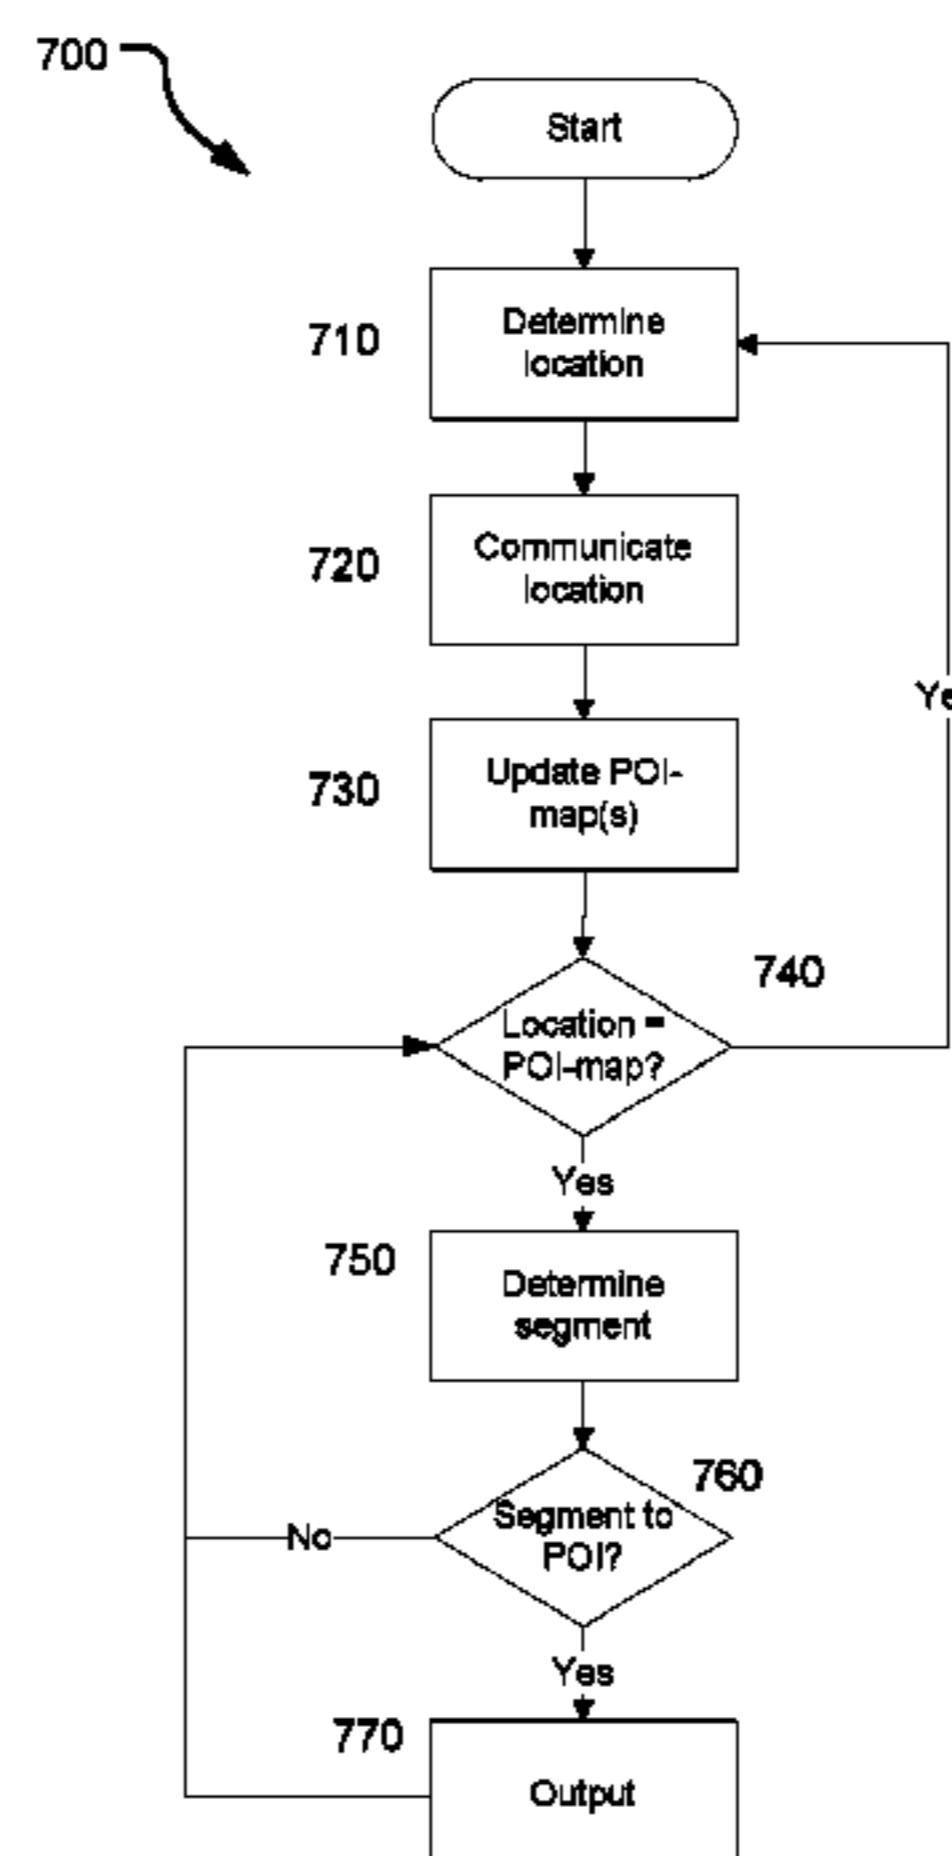 700
Start
710
Determine
location
720
Communicate
location
Ye
730
Update POI-
map(s)
740
Location =
POI-map?
Yes
750
Determine
segment
760
Segment to
POI?
No
Yes
770
Output